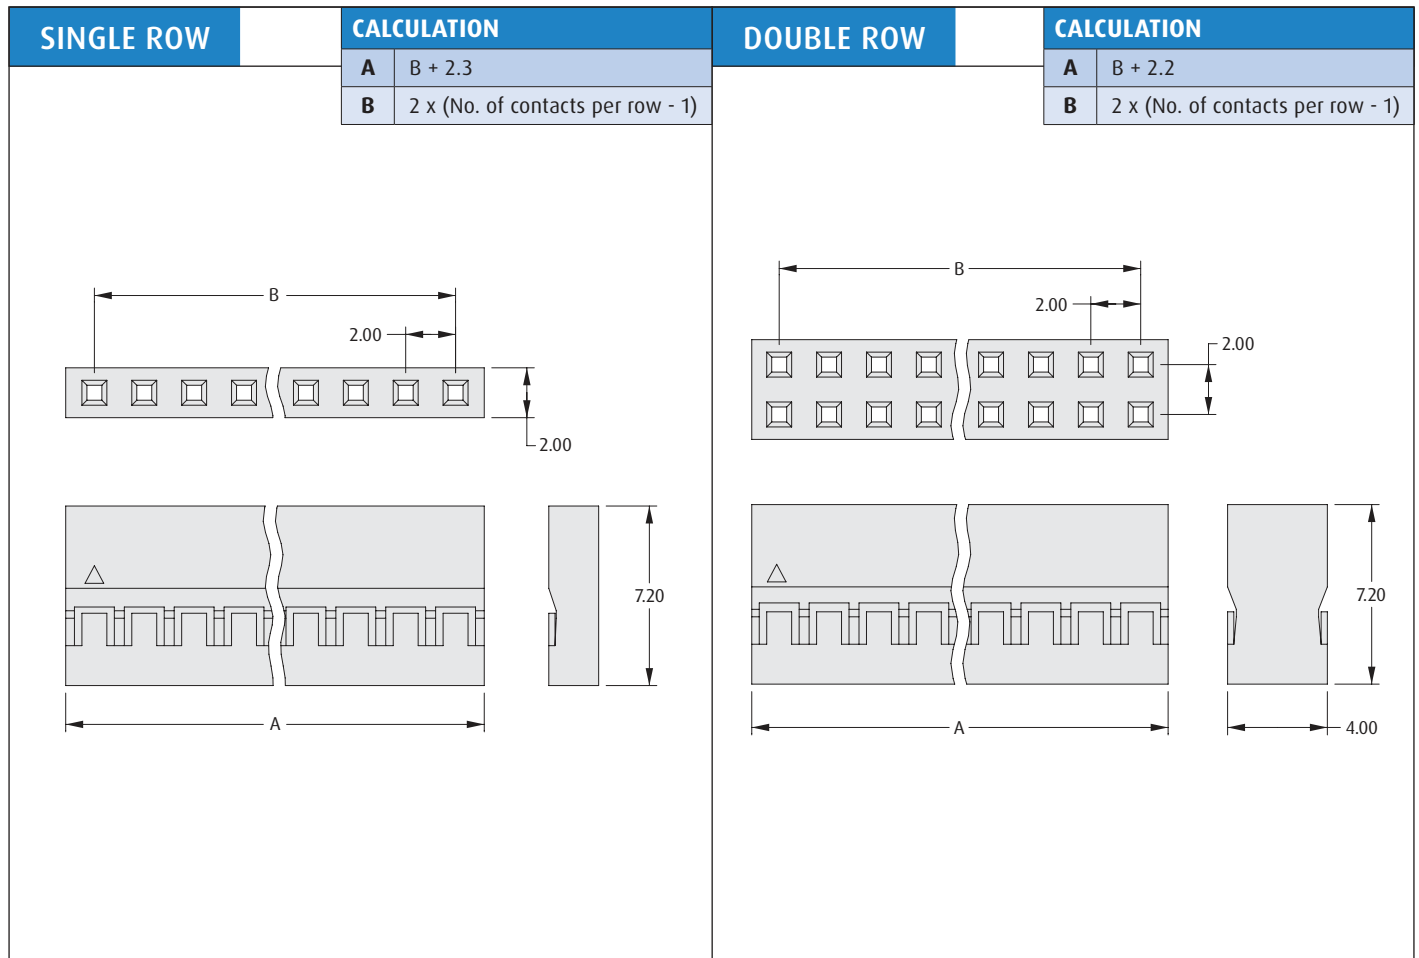 SINGLE ROW
CALCULATION
A B + 2.3
B 2 x (No. of contacts per row - 1)
B
2.00
2.00
7.20
A
DOUBLE ROW
CALCULATION
A B + 2.2
B 2 x (No. of contacts per row - 1)
B
2.00
2.00
7.20
A
4.00